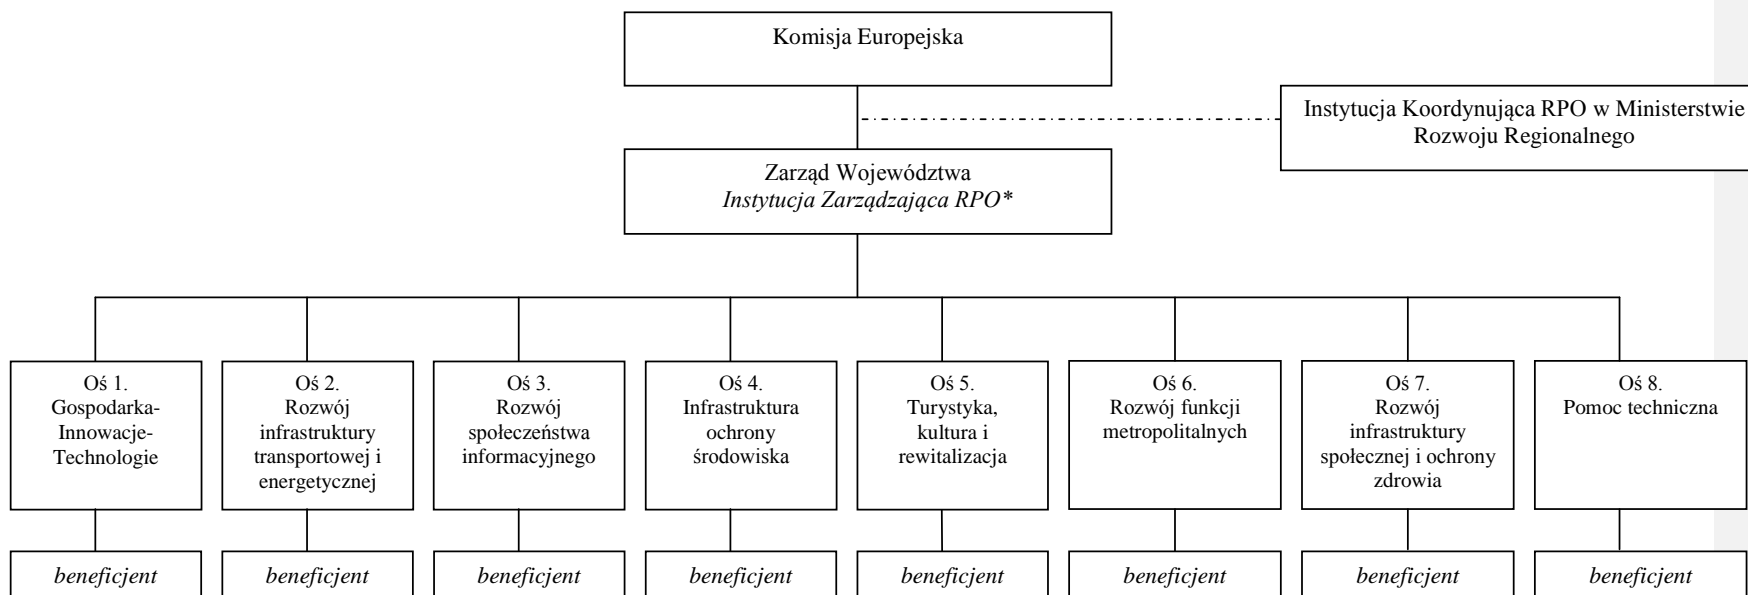 Komisja Europejska
Instytucja Koordynująca RPO w Ministerstwie
Rozwoju Regionalnego
Zarząd Województwa
Instytucja Zarządzająca RPO*
Oś 1.
Gospodarka-
Innowacje-
Technologie
Oś 2.
Rozwój
infrastruktury
transportowej i
energetycznej
Oś 3.
Rozwój
społeczeństwa
informacyjnego
Oś 4.
Infrastruktura
ochrony
środowiska
Oś 5.
Turystyka,
kultura i
rewitalizacja
Oś 6.
Rozwój funkcji
metropolitalnych
Oś 7.
Rozwój
infrastruktury
społecznej i ochrony
zdrowia
Oś 8.
Pomoc techniczna
beneficjent
beneficjent
beneficjent
beneficjent
beneficjent
beneficjent
beneficjent
beneficjent